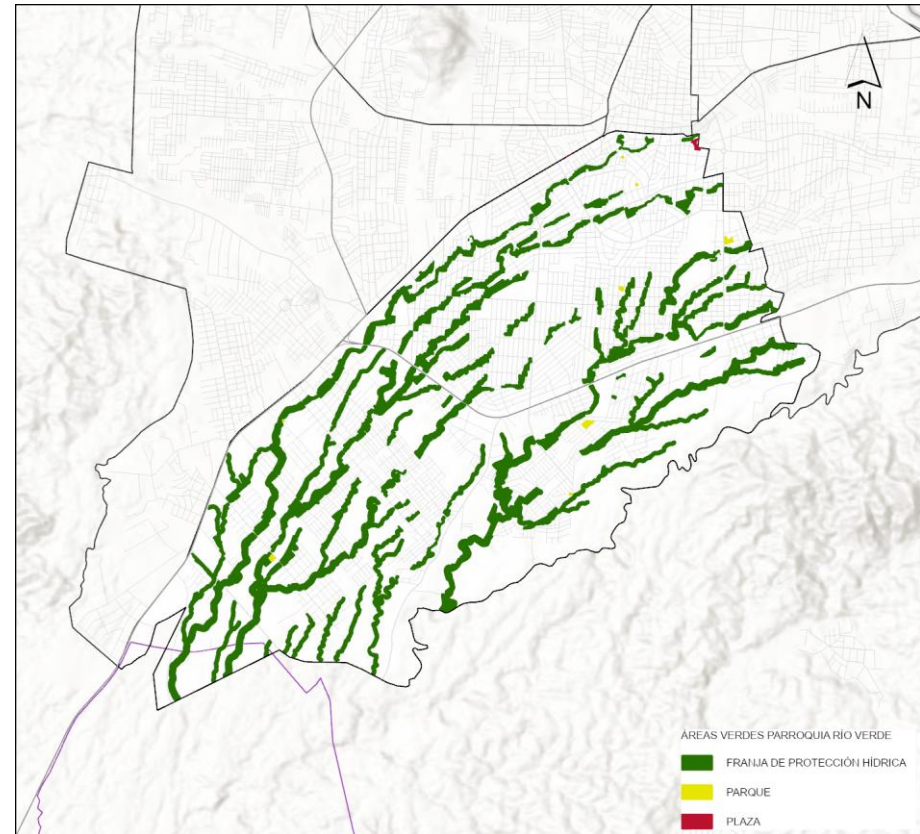 N
ÁREAS VERDES PARROQUIA RÍO VERDE
FRANJA DE PROTECCIÓN HÍDRICA
PARQUE
PLAZA